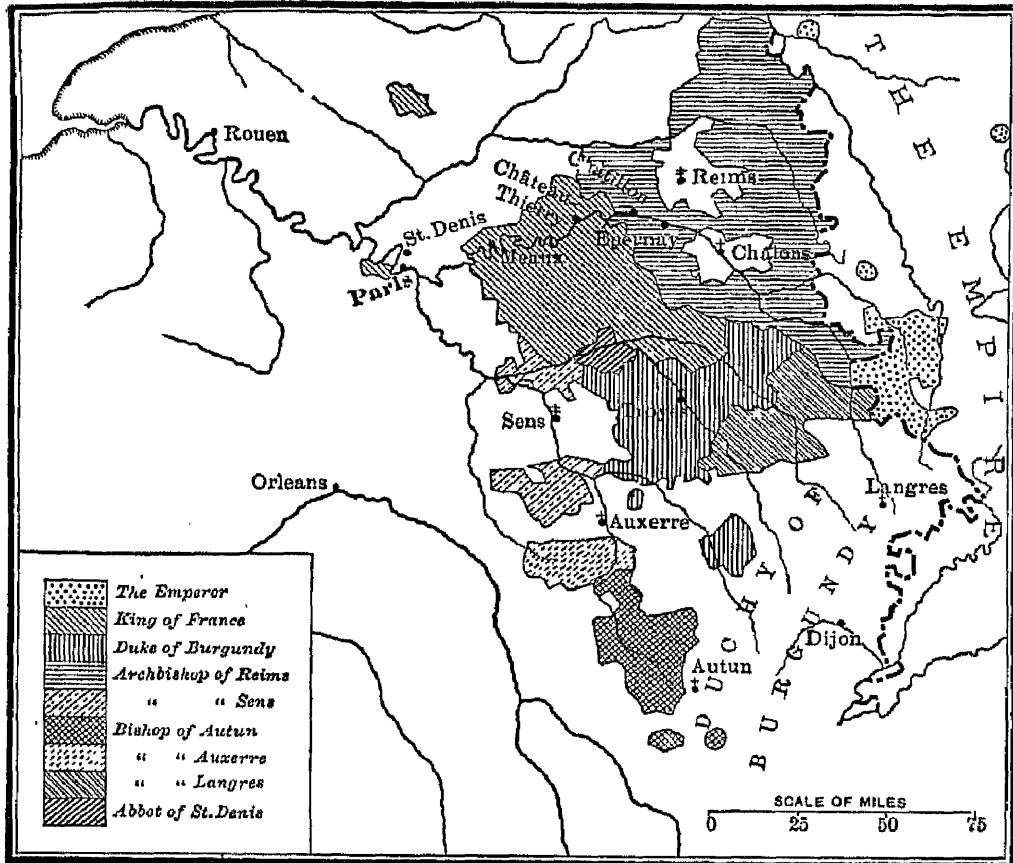 THE EMPIRE
Rouen
Château
Thierry
Châtillon
Reims
St. Denis
Meaux
Epernay
Chalons
Paris
Troyes
Sens
Orleans
Langres
Auxerre
DUCHY OF
BURGUNDY
Dijon
Autun
The Emperor
King of France
Duke of Burgundy
Archbishop of Reims
" " Sens
Bishop of Autun
" " Auxerre
" " Langres
Abbot of St. Denis
SCALE OF MILES
0 25 50 75